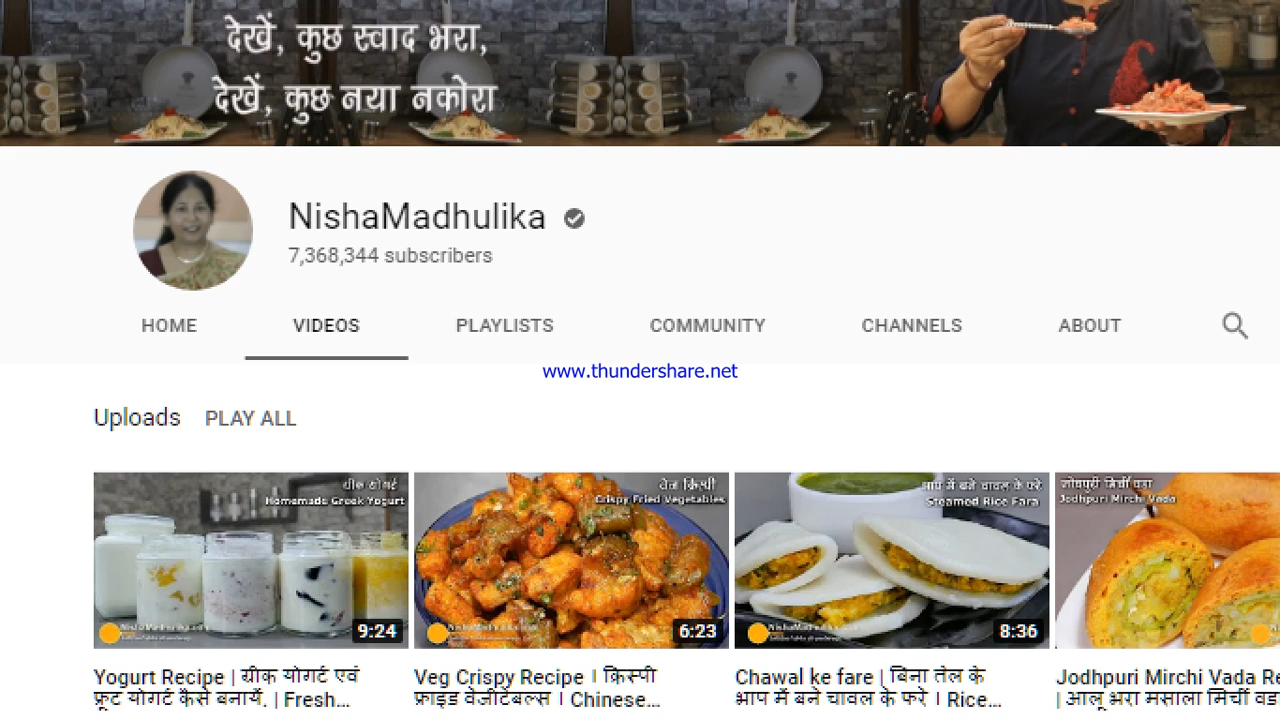 देखें, कुछ स्वाद भरा,
देखें, कुछ नया नकोरा
NishaMadhulika
7,368,344 subscribers
HOME VIDEOS PLAYLISTS COMMUNITY CHANNELS ABOUT
www.thundershare.net
Uploads PLAY ALL
ग्रीक योगर्ट
Homemade Greek Yogurt
9:24
वेज क्रिस्पी
Crispy Fried Vegetables
6:23
भाप में बने चावल के फरे
Steamed Rice Fara
8:36
जोधपुरी मिर्ची वड़ा
Jodhpuri Mirchi Vada
Yogurt Recipe | ग्रीक योगर्ट एवं
फ्रूट योगर्ट कैसे बनायें. | Fresh...
Veg Crispy Recipe । क्रिस्पी
फ्राइड वेजीटेबल्स । Chinese...
Chawal ke fare | बिना तेल के
भाप में बने चावल के फरे । Rice...
Jodhpuri Mirchi Vada Re
| आलू भरा मसाला मिर्ची वड